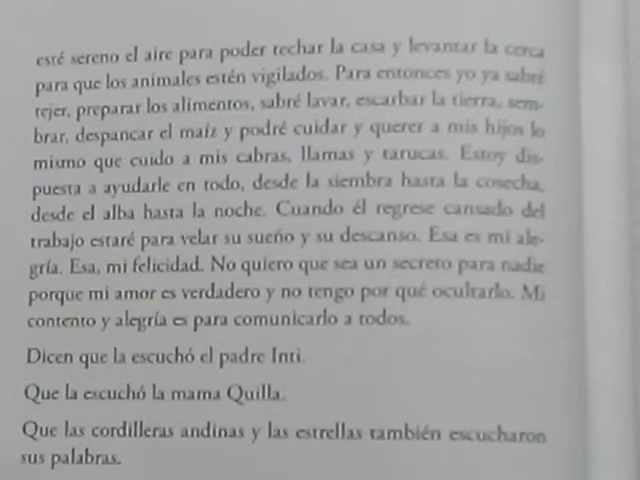 esté sereno el aire para poder techar la casa y levantar la cerca
para que los animales estén vigilados. Para entonces yo ya sabré
tejer, preparar los alimentos, sabré lavar, escarbar la tierra, sem-
brar, despancar el maíz y podré cuidar y querer a mis hijos lo
mismo que cuido a mis cabras, llamas y tarucas. Estoy dis-
puesta a ayudarle en todo, desde la siembra hasta la cosecha,
desde el alba hasta la noche. Cuando él regrese cansado del
trabajo estaré para velar su sueño y su descanso. Esa es mi ale-
gría. Esa, mi felicidad. No quiero que sea un secreto para nadie
porque mi amor es verdadero y no tengo por qué ocultarlo. Mi
contento y alegría es para comunicarlo a todos.
Dicen que la escuchó el padre Inti.
Que la escuchó la mama Quilla.
Que las cordilleras andinas y las estrellas también escucharon
sus palabras.